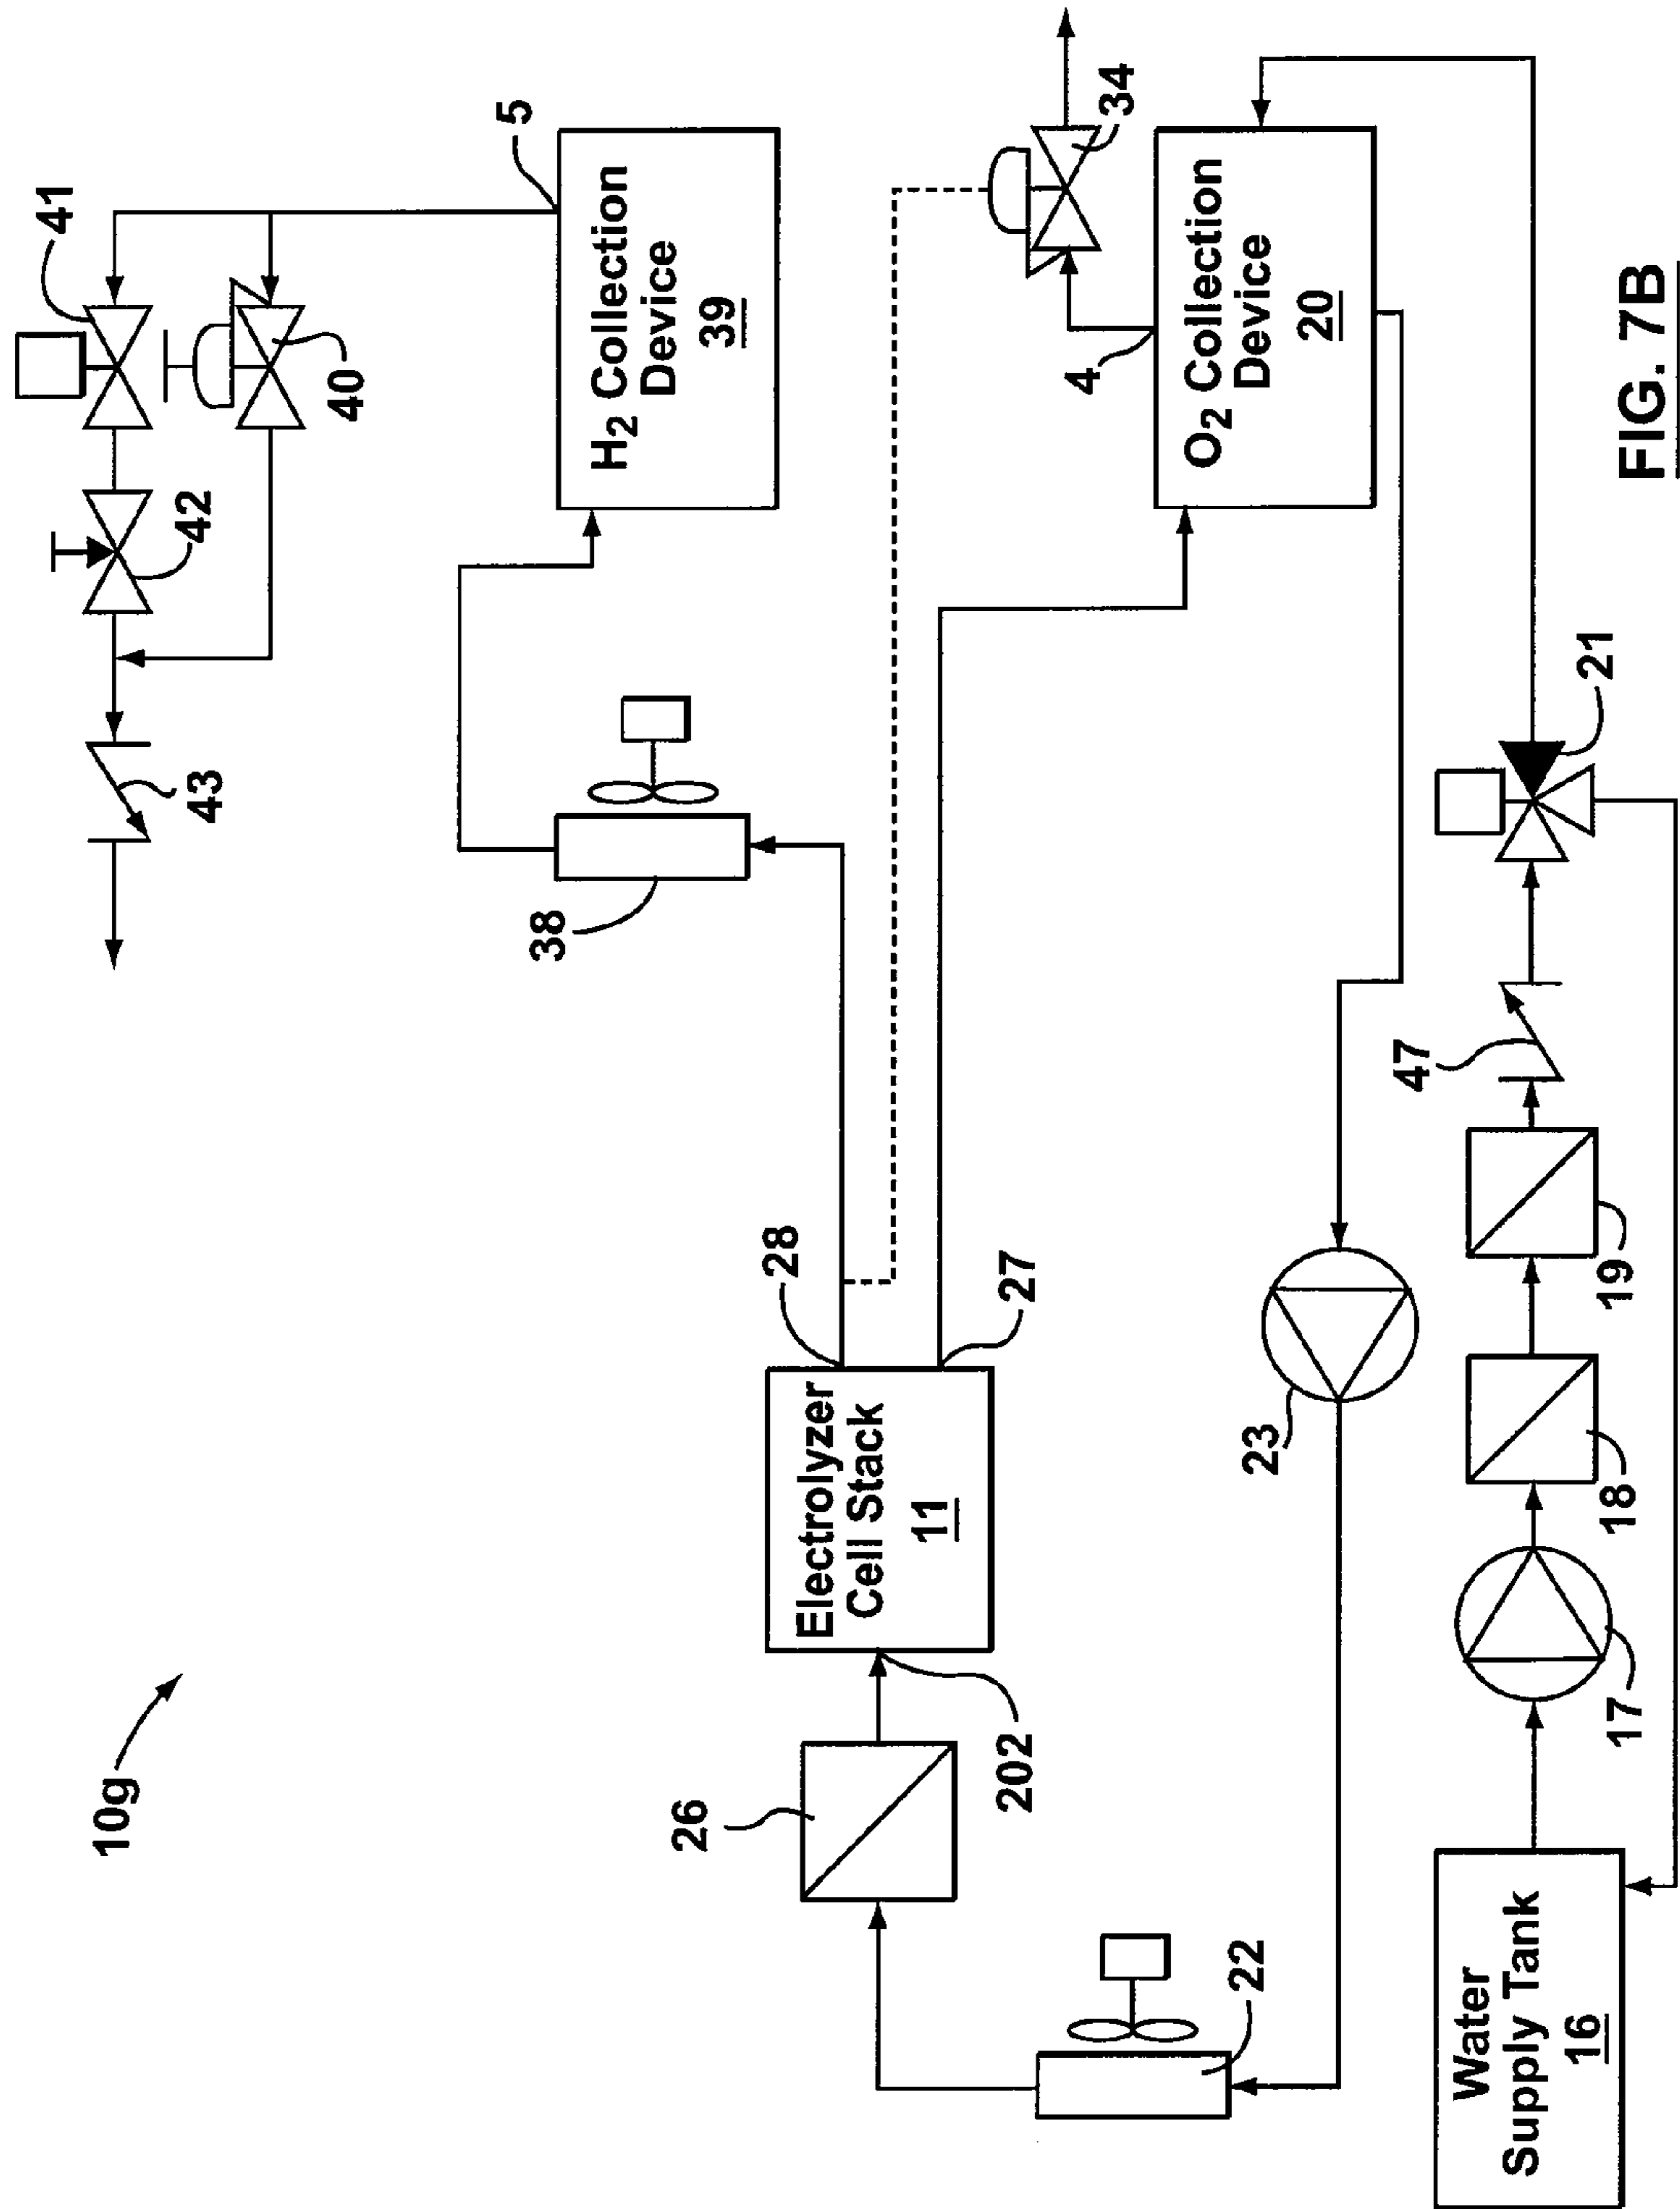 10g
41
5
42
40
43
H2 Collection
Device
39
38
34
4
O2 Collection
Device
20
28
27
Electrolyzer
Cell Stack
11
26
202
22
23
21
47
19
18
17
Water
Supply Tank
16
FIG. 7B